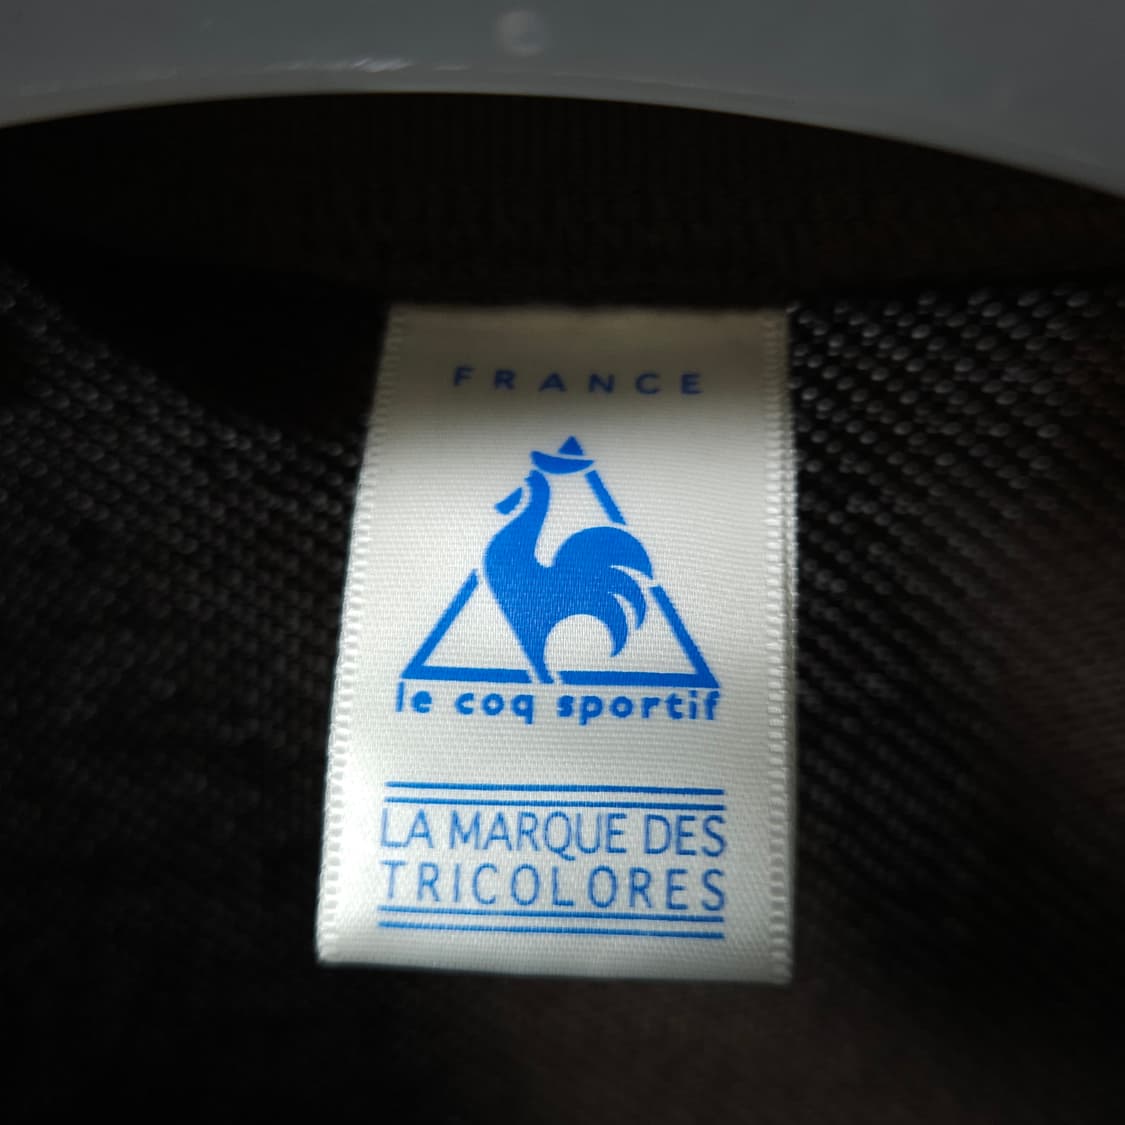 FRANCE
le coq sportif
LA MARQUE DES
TRICOLORES